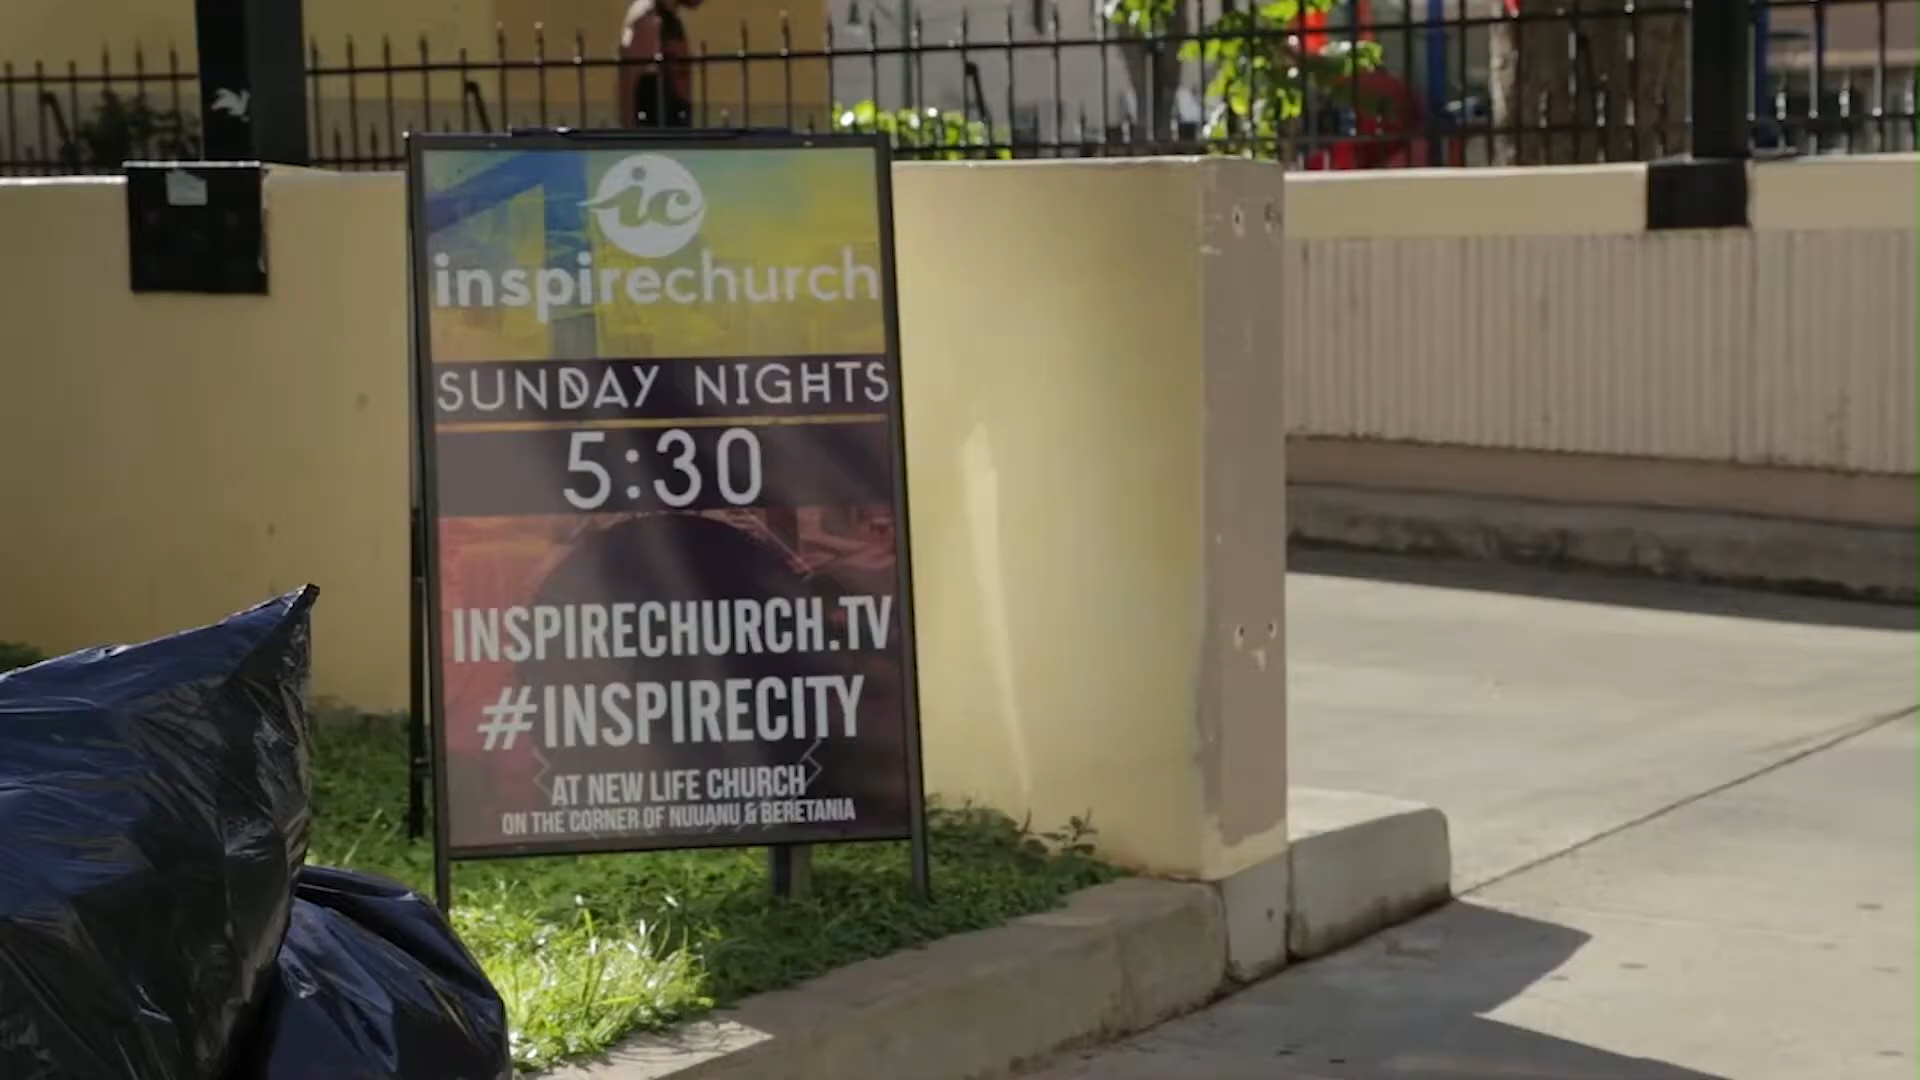 ic
inspirechurch
SUNDAY NIGHTS
5:30
INSPIRECHURCH.TV
#INSPIRECITY
AT NEW LIFE CHURCH
ON THE CORNER OF NUUANU & BERETANIA